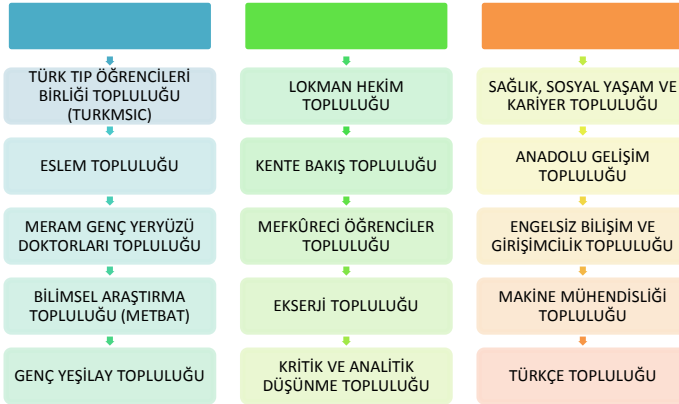 TÜRK TIP ÖĞRENCİLERİ
BİRLİĞİ TOPLULUĞU
(TURKMSIC)
ESLEM TOPLULUĞU
MERAM GENÇ YERYÜZÜ
DOKTORLARI TOPLULUĞU
BİLİMSEL ARAŞTIRMA
TOPLULUĞU (METBAT)
GENÇ YEŞİLAY TOPLULUĞU
LOKMAN HEKİM
TOPLULUĞU
KENTE BAKIŞ TOPLULUĞU
MEFKÛRECİ ÖĞRENCİLER
TOPLULUĞU
EKSERJİ TOPLULUĞU
KRİTİK VE ANALİTİK
DÜŞÜNME TOPLULUĞU
SAĞLIK, SOSYAL YAŞAM VE
KARİYER TOPLULUĞU
ANADOLU GELİŞİM
TOPLULUĞU
ENGELSİZ BİLİŞİM VE
GİRİŞİMCİLİK TOPLULUĞU
MAKİNE MÜHENDİSLİĞİ
TOPLULUĞU
TÜRKÇE TOPLULUĞU